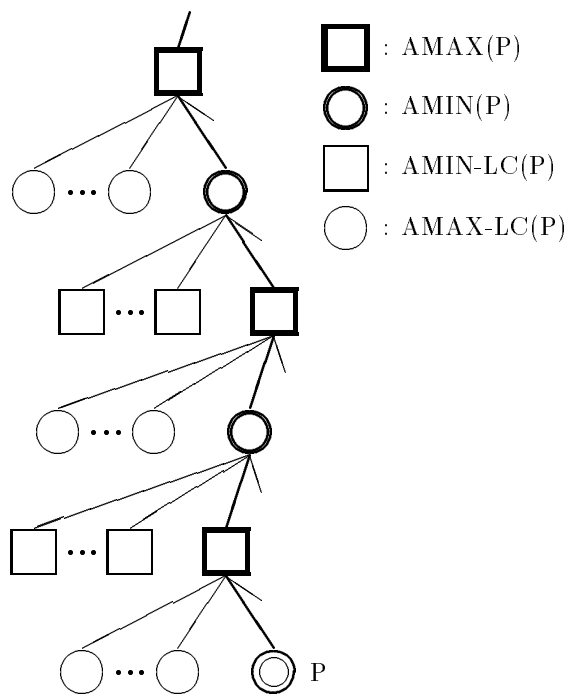 : AMAX(P)
: AMIN(P)
: AMIN-LC(P)
: AMAX-LC(P)
P